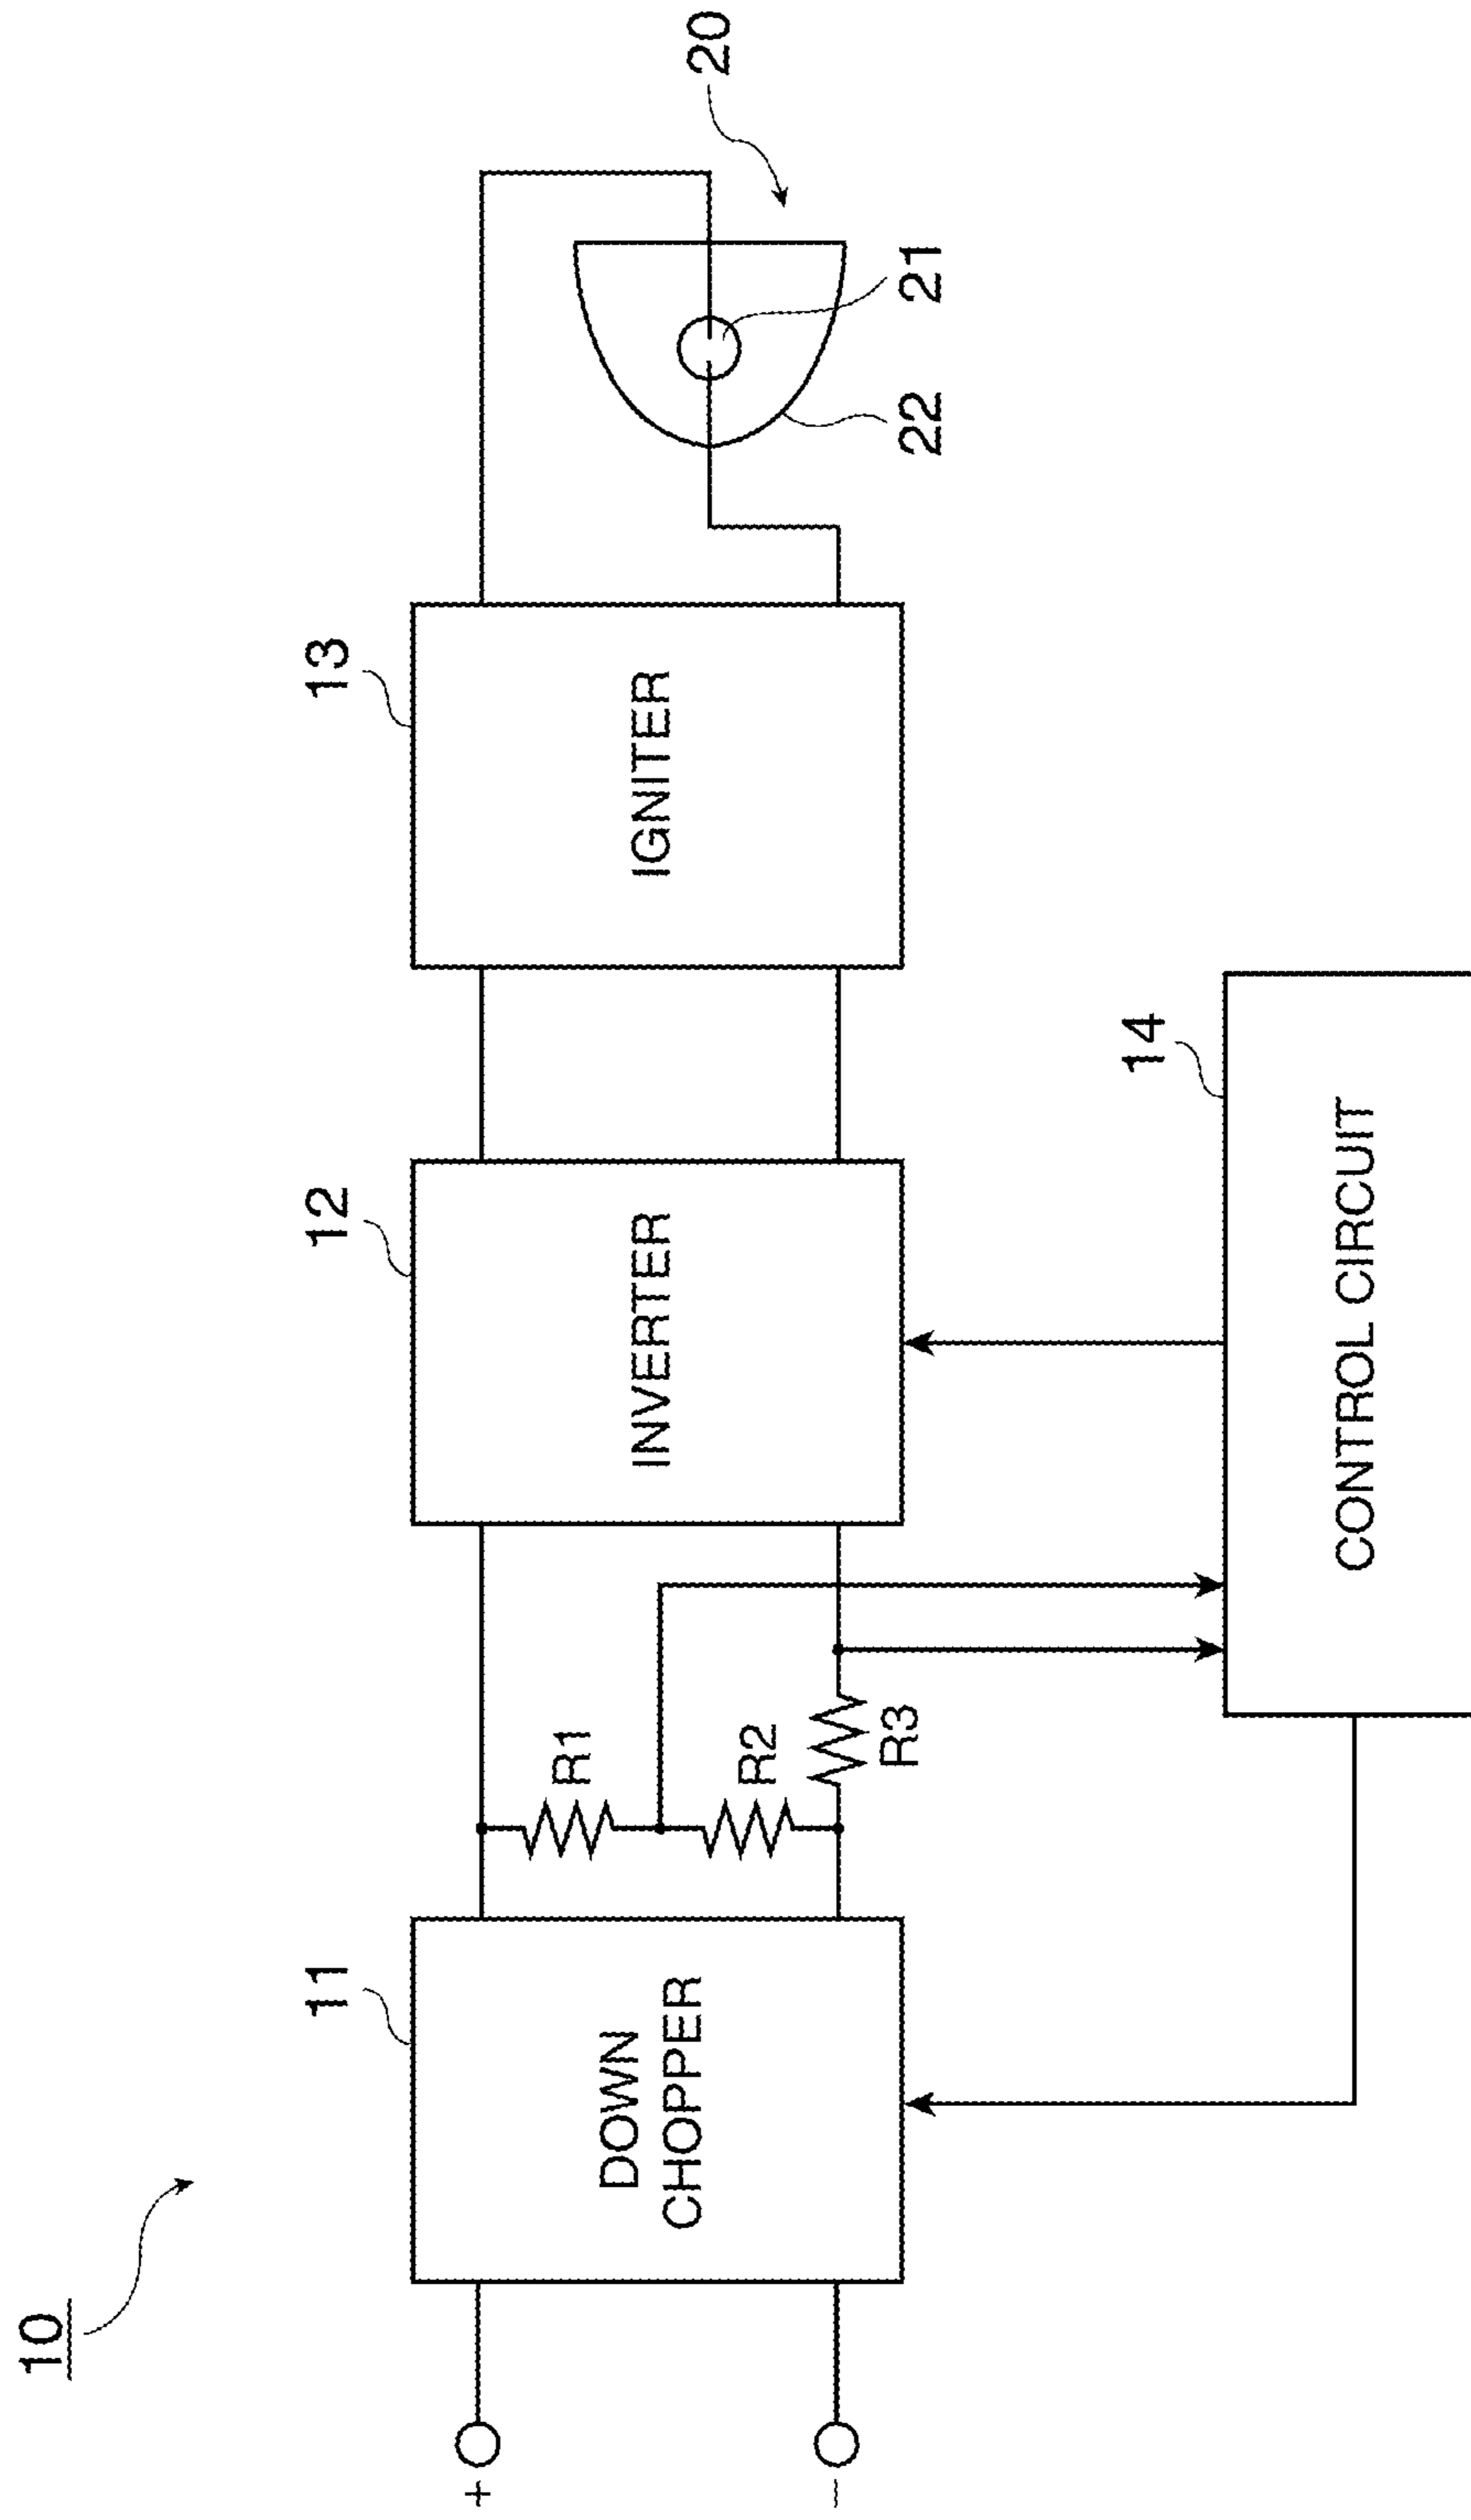 10
11
12
13
20
+
DOWN
CHOPPER
R1
R2
R3
INVERTER
IGNITER
21
22
−
14
CONTROL CIRCUIT